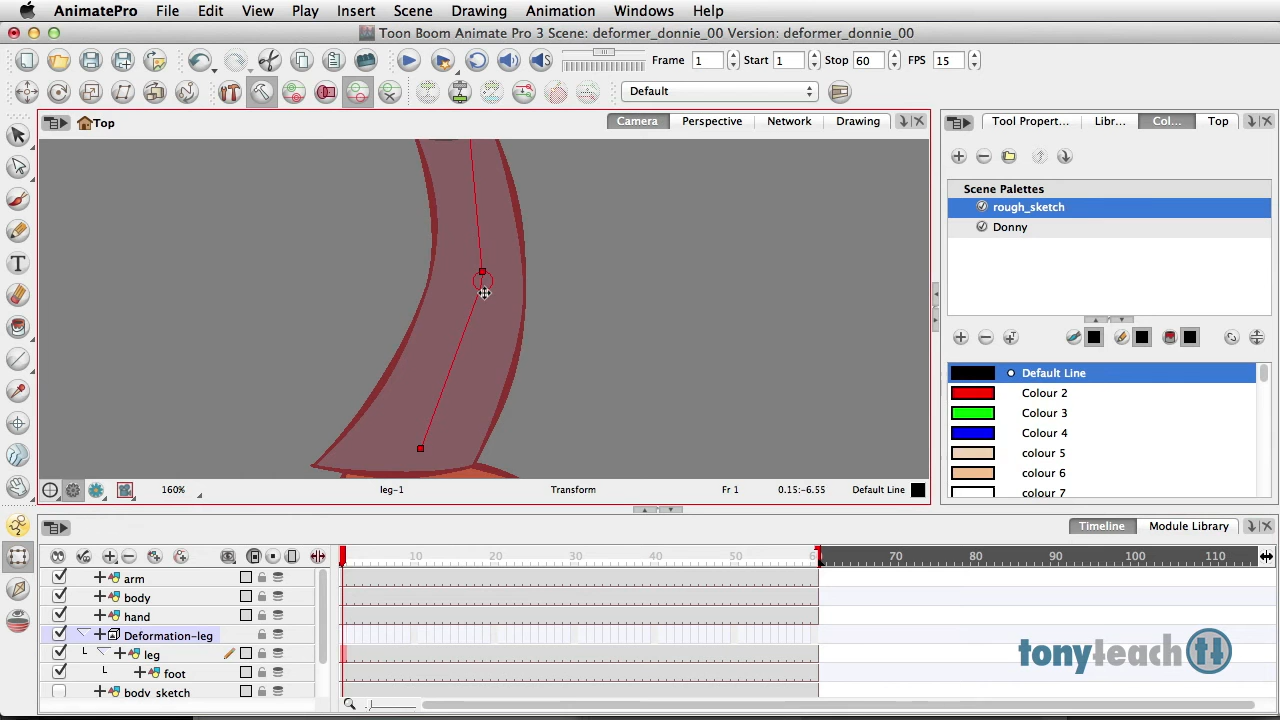 AnimatePro File Edit View Play Insert Scene Drawing Animation Windows Help
Toon Boom Animate Pro 3 Scene: deformer_donnie_00 Version: deformer_donnie_00
Frame 1 Start 1 Stop 60 FPS 15
Default
Top Camera Perspective Network Drawing
Tool Propert... Libr... Col... Top
Scene Palettes
rough_sketch
Donny
Default Line
Colour 2
Colour 3
Colour 4
colour 5
colour 6
colour 7
160% leg-1 Transform Fr 1 0.15:-6.55 Default Line
Timeline Module Library
10 20 30 40 50 70 80 90 100 110
arm
body
hand
Deformation-leg
leg
foot
body_sketch
tonyteach tt